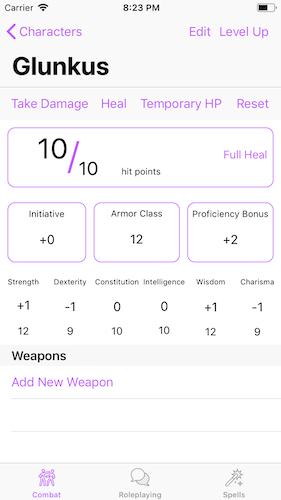 Carrier 8:23 PM
Characters Edit Level Up
Glunkus
Take Damage Heal Temporary HP Reset
10/10 hit points Full Heal
Initiative Armor Class Proficiency Bonus
+0 12 +2
Strength Dexterity Constitution Intelligence Wisdom Charisma
+1 -1 0 0 +1 -1
12 9 10 10 12 9
Weapons
Add New Weapon
Combat Roleplaying Spells